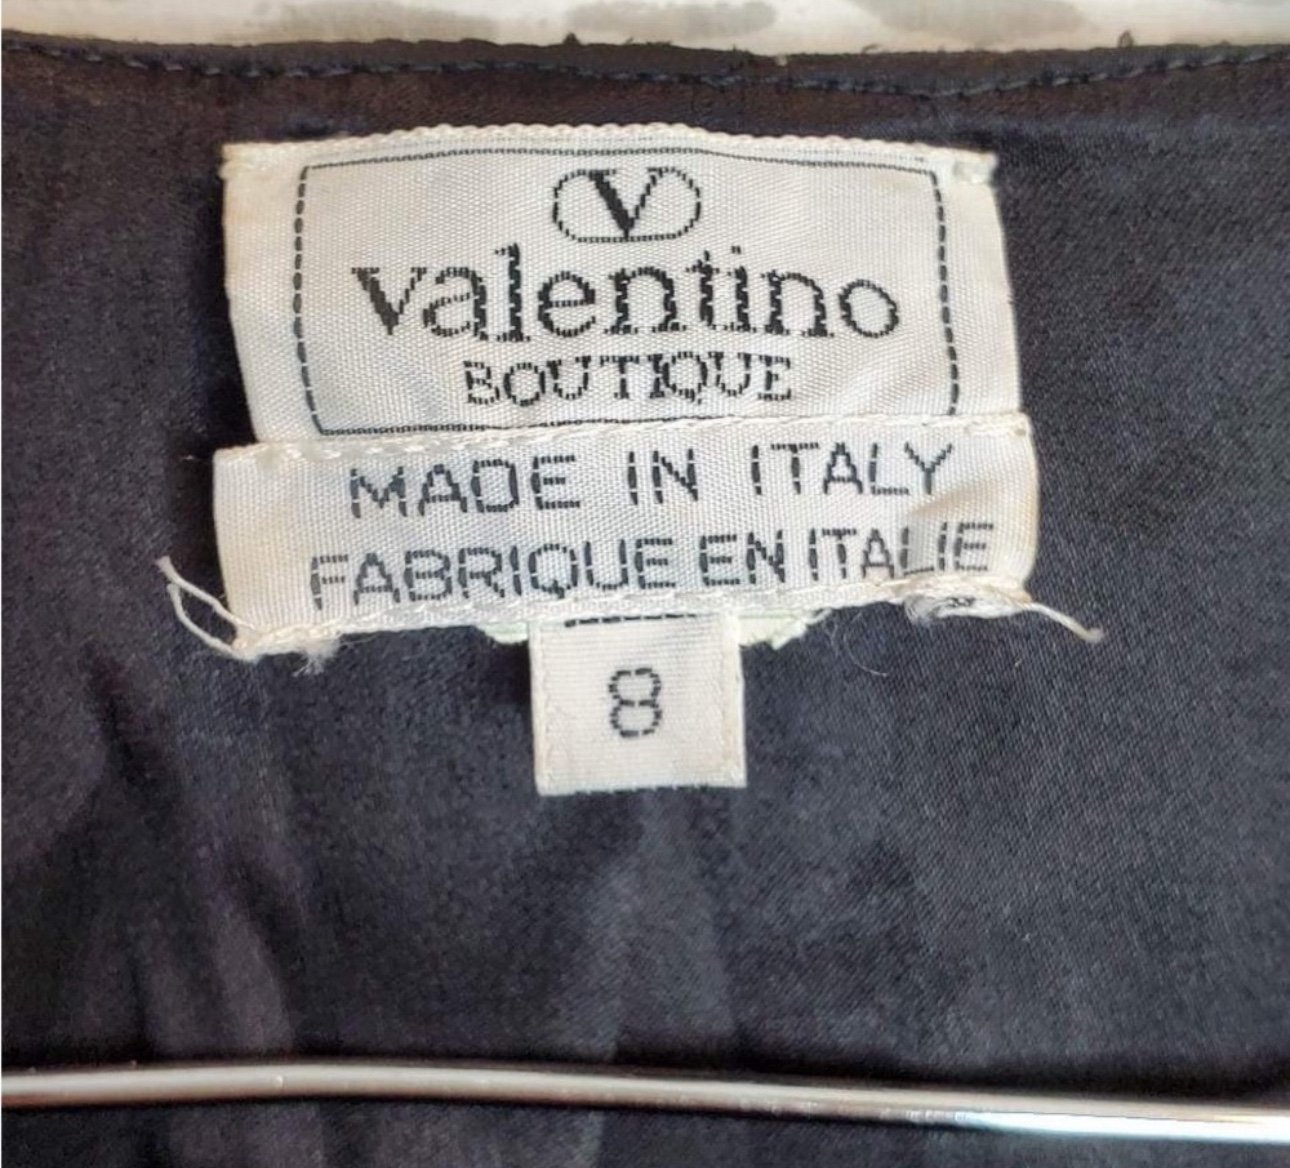 V
valentino
BOUTIQUE
MADE IN ITALY
FABRIQUE EN ITALIE
8